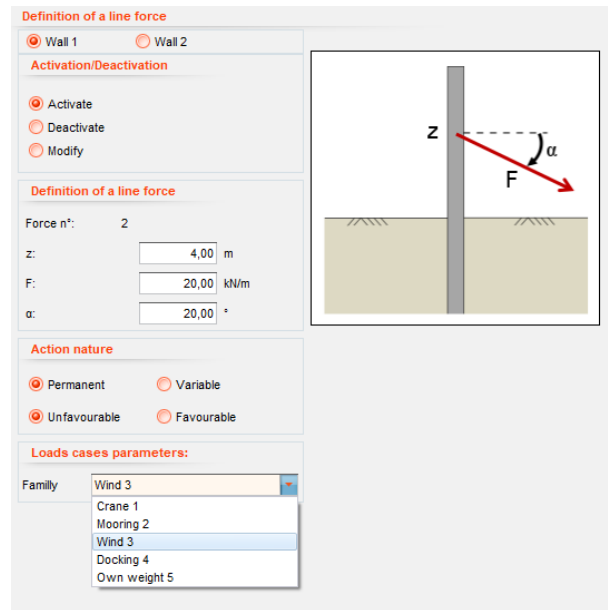 Definition of a line force
Wall 1 Wall 2
Activation/Deactivation
Activate
Deactivate
Modify
Definition of a line force
Force n°: 2
z: 4,00 m
F: 20,00 kN/m
α: 20,00 °
Action nature
Permanent Variable
Unfavourable Favourable
Loads cases parameters:
Familly Wind 3
Crane 1
Mooring 2
Wind 3
Docking 4
Own weight 5
z
α
F